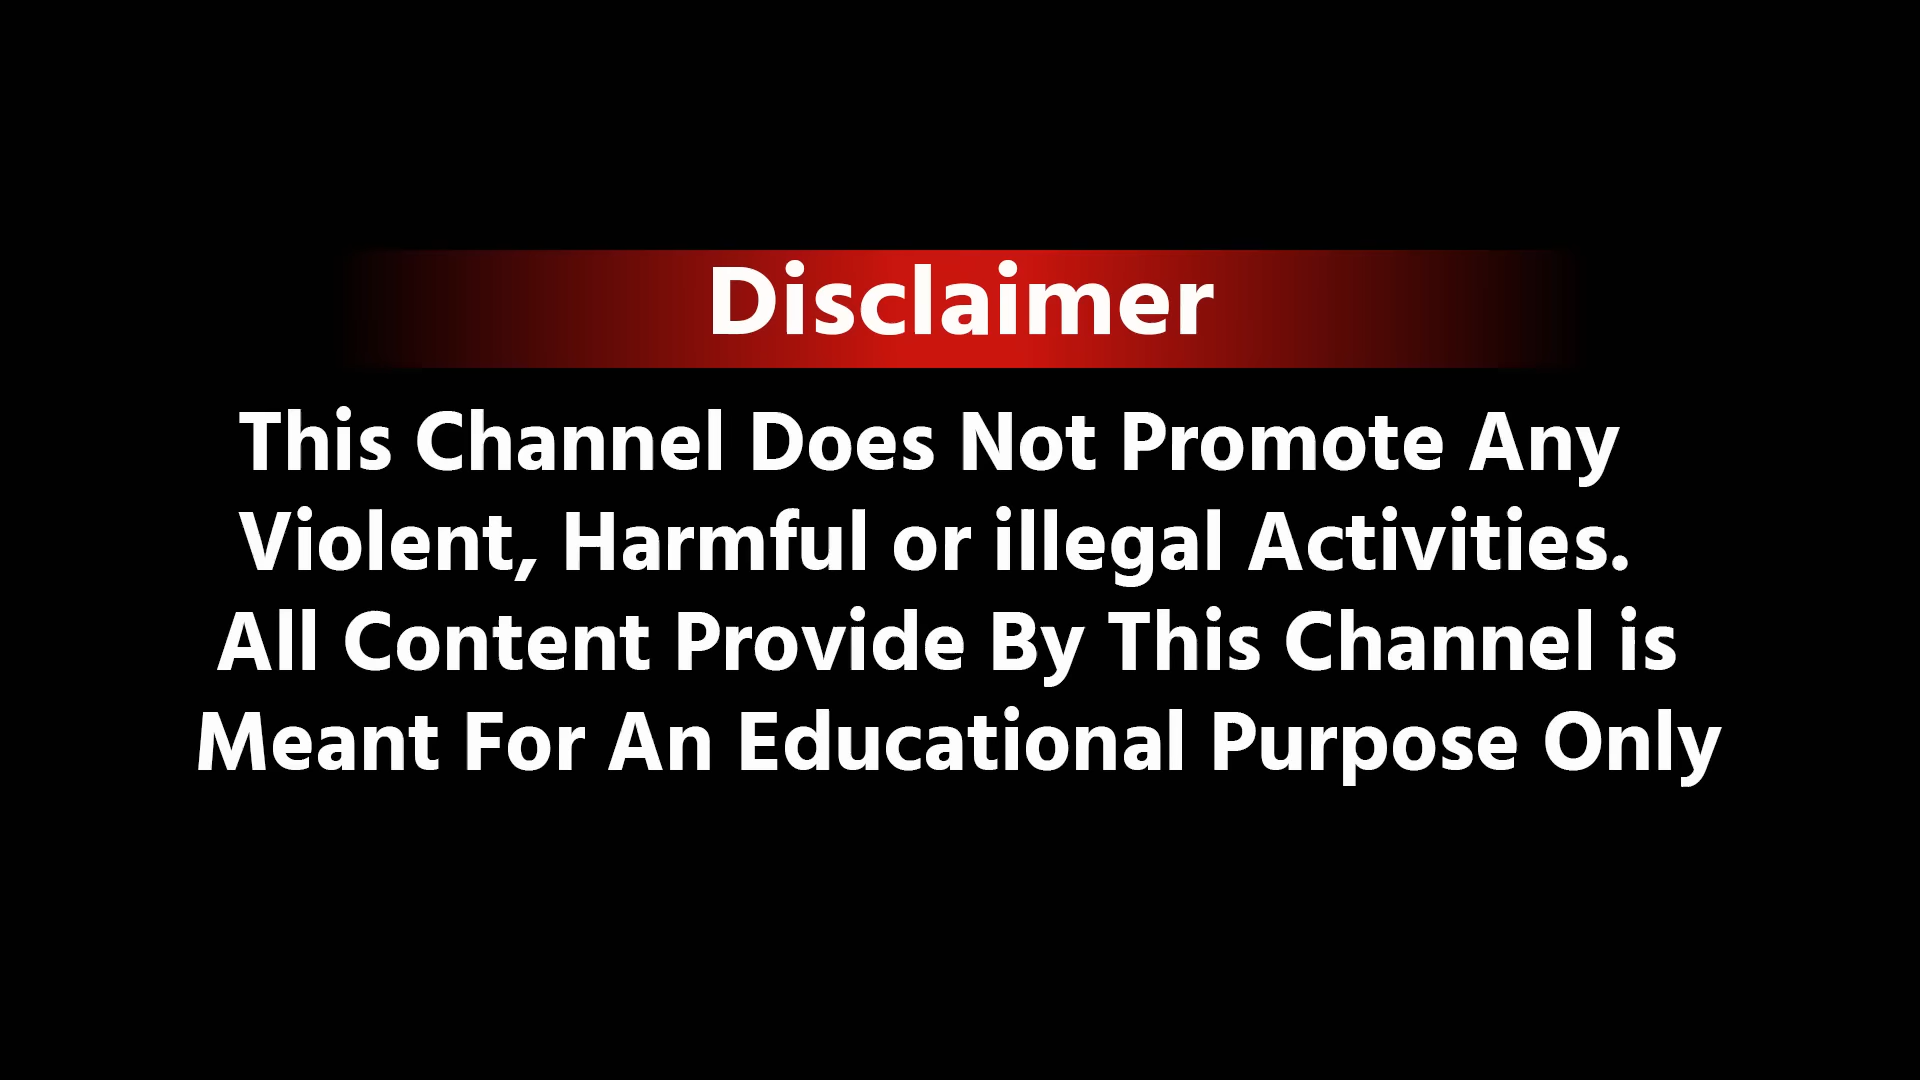 Disclaimer
This Channel Does Not Promote Any
Violent, Harmful or illegal Activities.
All Content Provide By This Channel is
Meant For An Educational Purpose Only